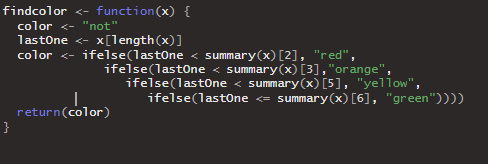 findcolor <- function(x) {
  color <- "not"
  lastOne <- x[length(x)]
  color <- ifelse(lastOne < summary(x)[2], "red",
             ifelse(lastOne < summary(x)[3],"orange",
                ifelse(lastOne < summary(x)[5], "yellow",
                   ifelse(lastOne <= summary(x)[6], "green"))))
  return(color)
}